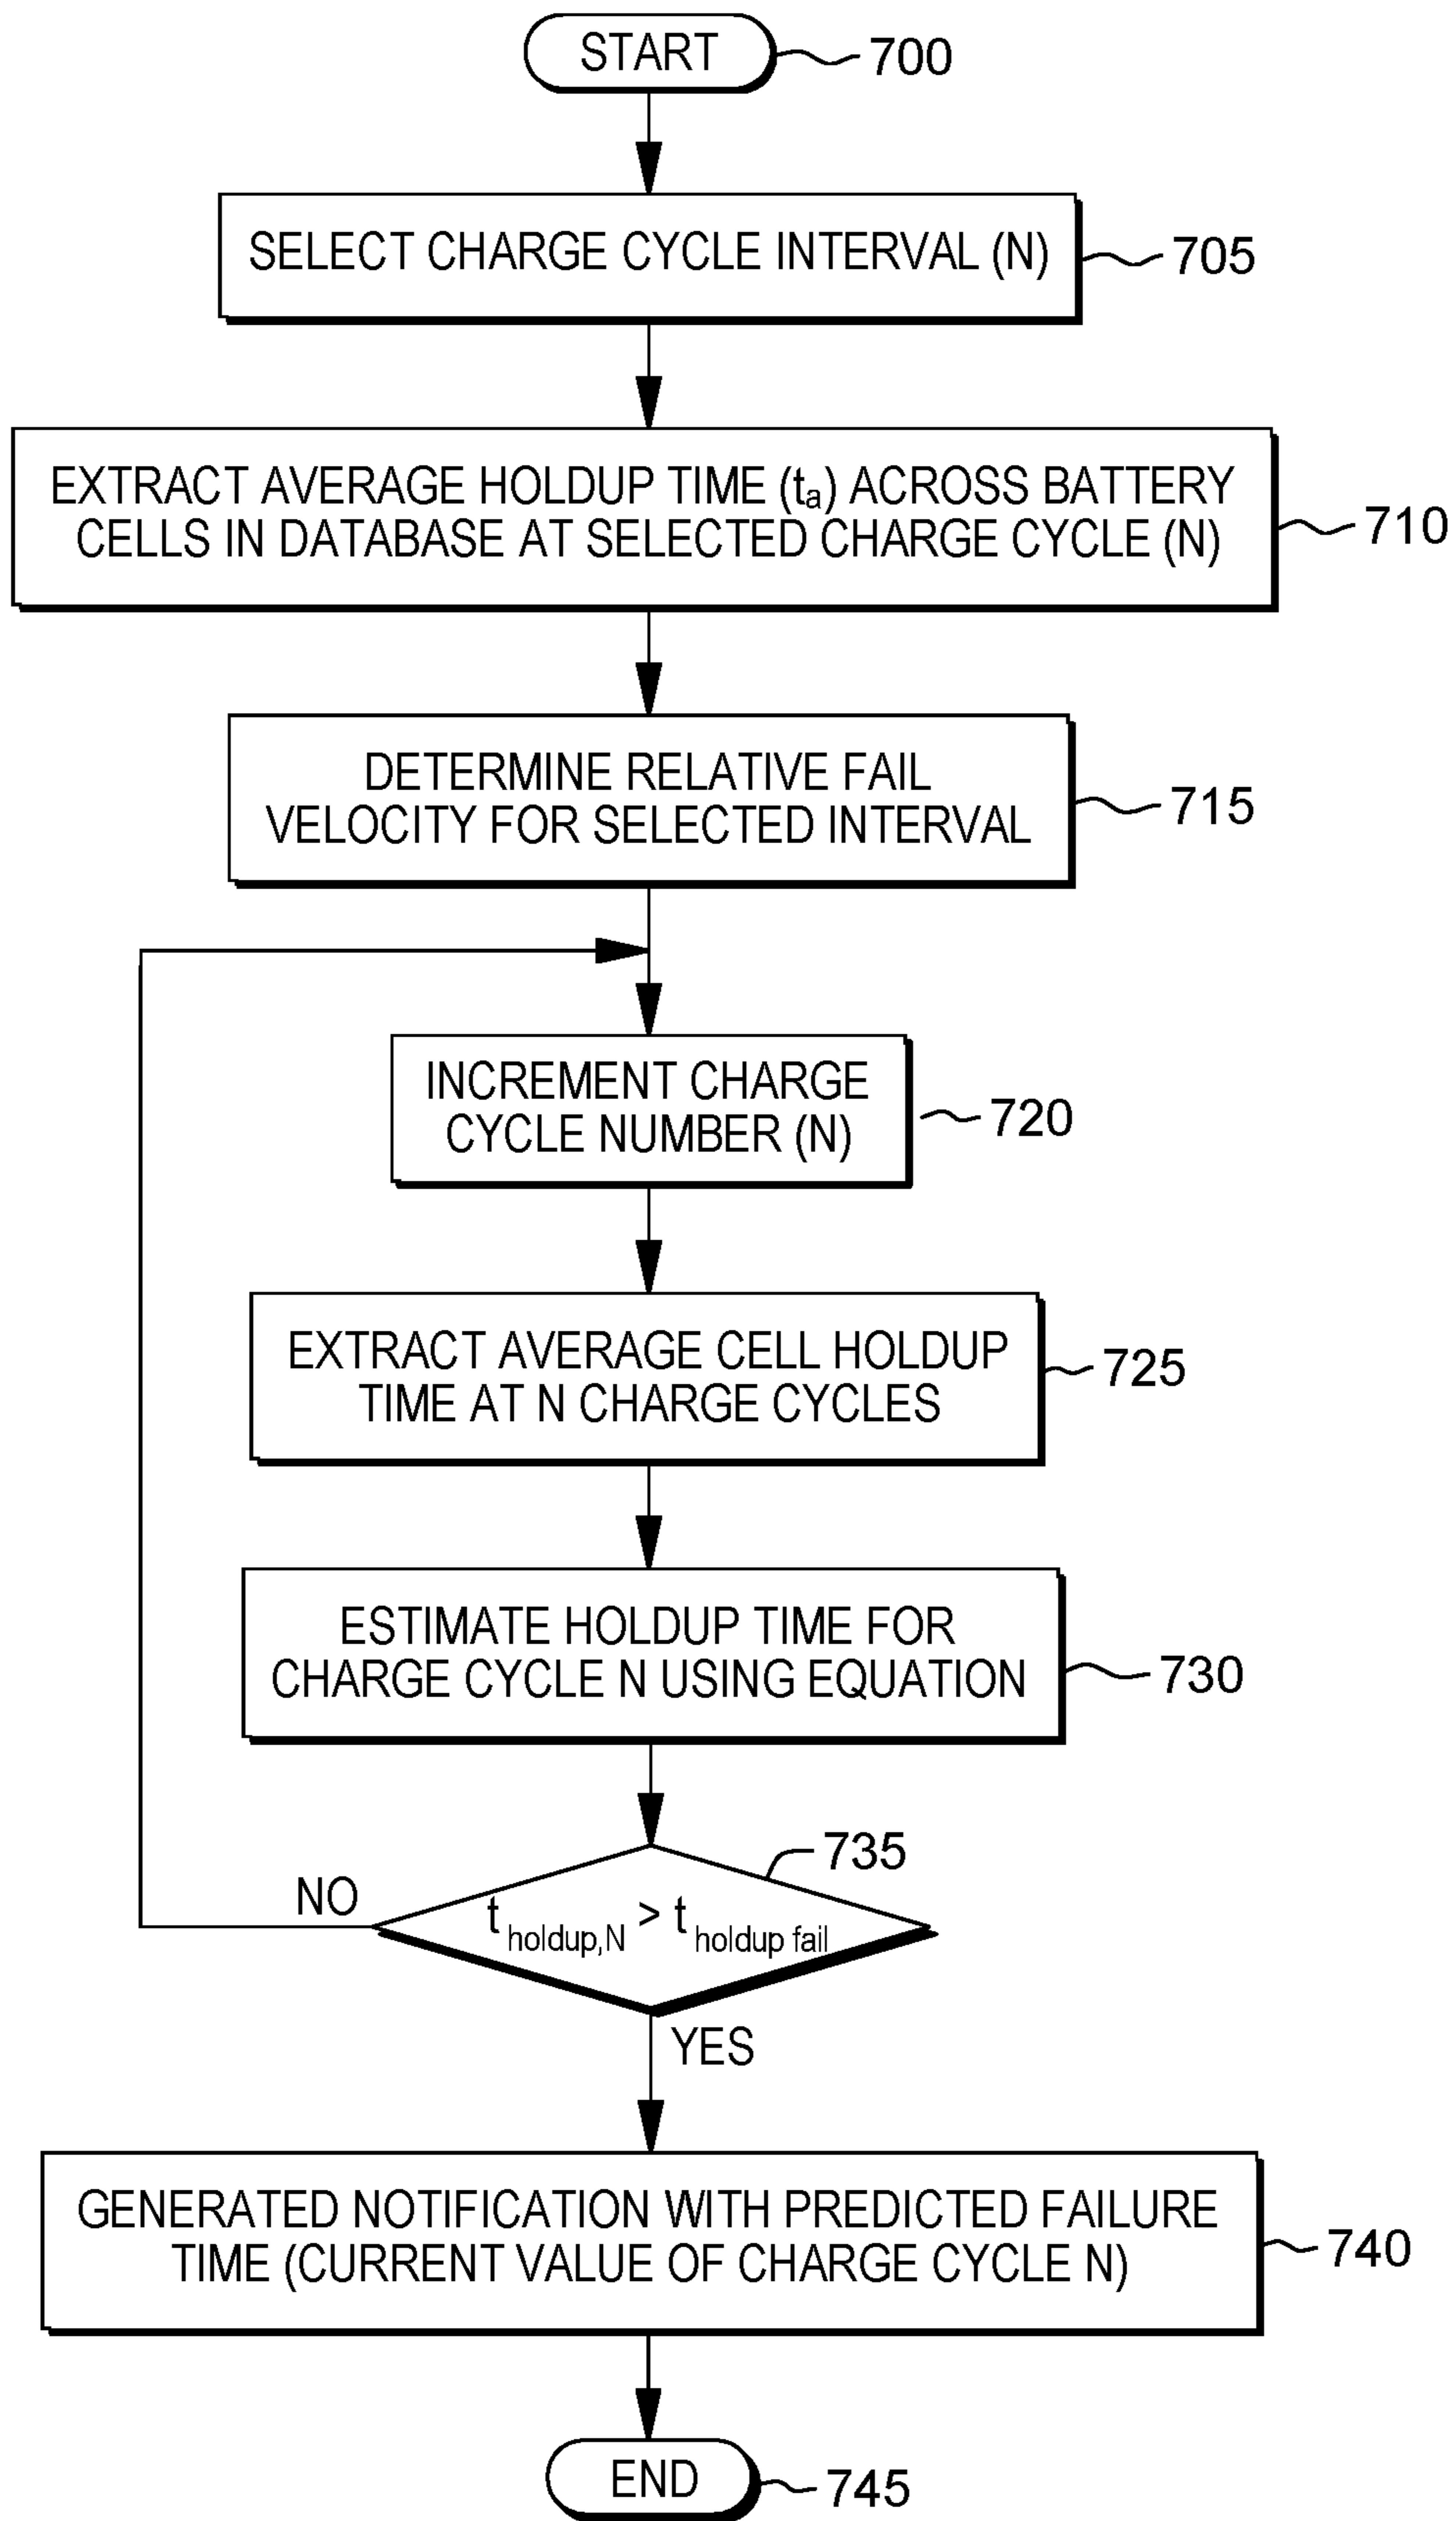 START
700
SELECT CHARGE CYCLE INTERVAL (N)
705
EXTRACT AVERAGE HOLDUP TIME (ta) ACROSS BATTERY
CELLS IN DATABASE AT SELECTED CHARGE CYCLE (N)
710
DETERMINE RELATIVE FAIL
VELOCITY FOR SELECTED INTERVAL
715
INCREMENT CHARGE
CYCLE NUMBER (N)
720
EXTRACT AVERAGE CELL HOLDUP
TIME AT N CHARGE CYCLES
725
ESTIMATE HOLDUP TIME FOR
CHARGE CYCLE N USING EQUATION
730
735
NO
t holdup,N > t holdup fail
YES
GENERATED NOTIFICATION WITH PREDICTED FAILURE
TIME (CURRENT VALUE OF CHARGE CYCLE N)
740
END
745